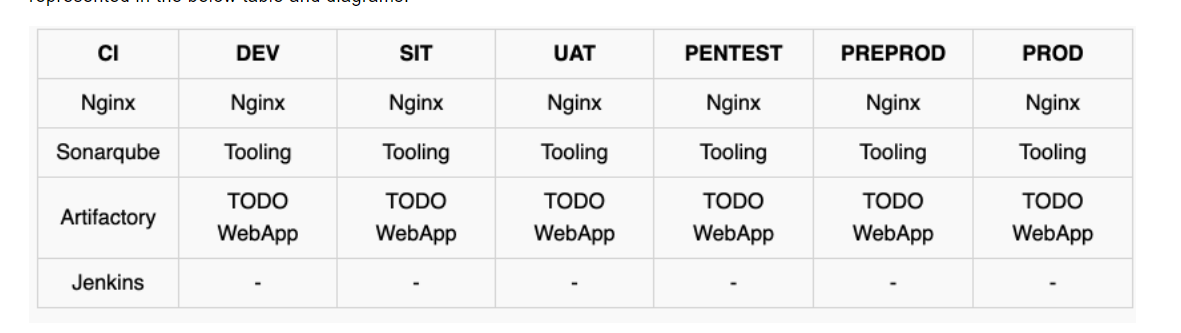 represented in the below table and diagrams.
CI DEV SIT UAT PENTEST PREPROD PROD
Nginx Nginx Nginx Nginx Nginx Nginx Nginx
Sonarqube Tooling Tooling Tooling Tooling Tooling Tooling
Artifactory TODO WebApp TODO WebApp TODO WebApp TODO WebApp TODO WebApp TODO WebApp
Jenkins - - - - - -